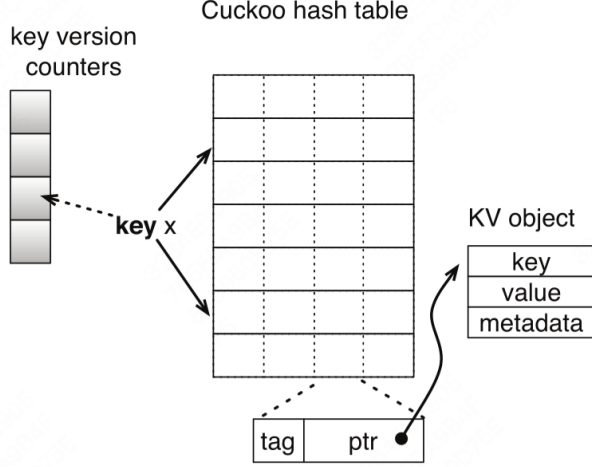 Cuckoo hash table
key version
counters
key x
KV object
key
value
metadata
tag
ptr